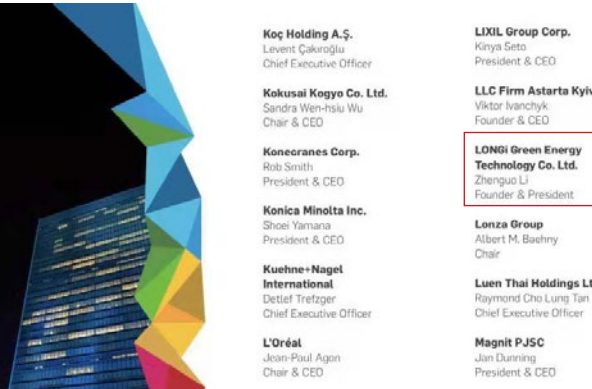 Koç Holding A.Ş.
Levent Çakıroğlu
Chief Executive Officer
Kokusai Kogyo Co. Ltd.
Sandra Wen-hsiu Wu
Chair & CEO
Konecranes Corp.
Rob Smith
President & CEO
Konica Minolta Inc.
Shoei Yamana
President & CEO
Kuehne+Nagel
International
Detlef Trefzger
Chief Executive Officer
L'Oréal
Jean-Paul Agon
Chair & CEO
LIXIL Group Corp.
Kinya Seto
President & CEO
LLC Firm Astarta Kyiv
Viktor Ivanchyk
Founder & CEO
LONGi Green Energy
Technology Co. Ltd.
Zhenguo Li
Founder & President
Lonza Group
Albert M. Baehny
Chair
Luen Thai Holdings Lt
Raymond Cho Lung Tan
Chief Executive Officer
Magnit PJSC
Jan Dunning
President & CEO